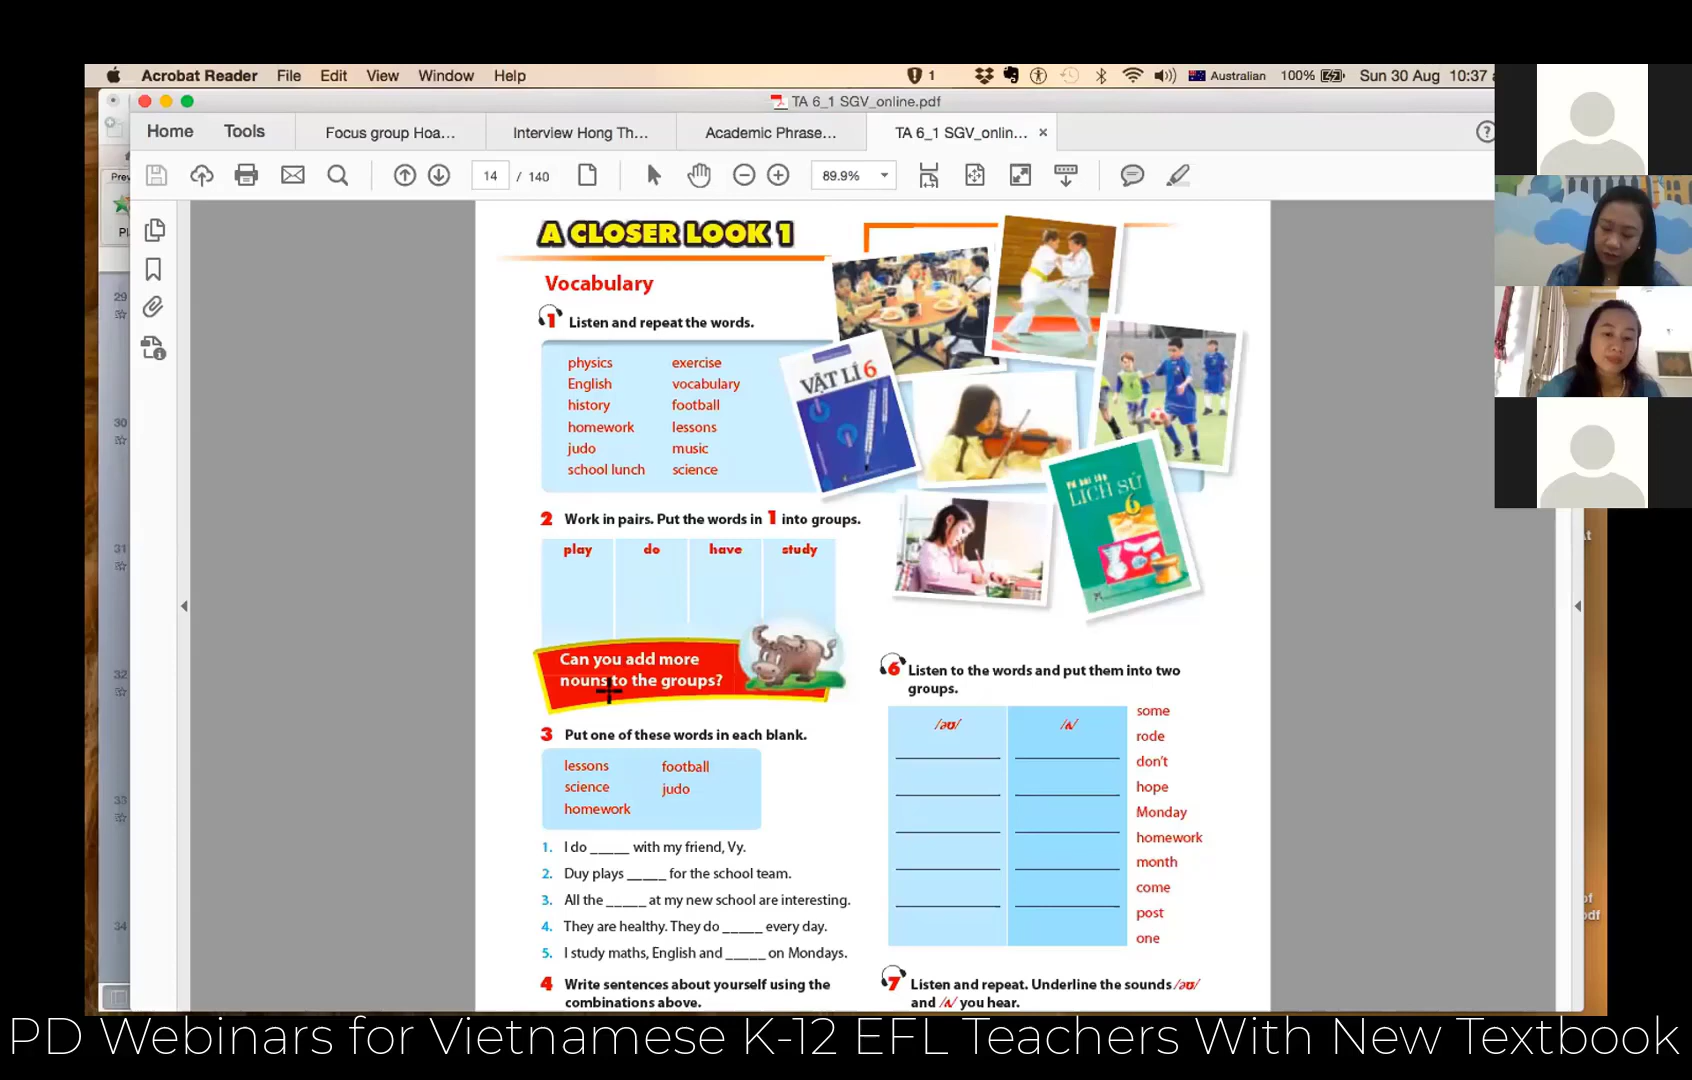 Acrobat Reader File Edit View Window Help
1 Australian 100% Sun 30 Aug 10:37
TA 6_1 SGV_online.pdf
Home Tools Focus group Hoa... Interview Hong Th... Academic Phrase... TA 6_1 SGV_onlin... ×
14 / 140 89.9%
A CLOSER LOOK 1
Vocabulary
1 Listen and repeat the words.
physics exercise
English vocabulary
history football
homework lessons
judo music
school lunch science
VẬT LÍ 6
LỊCH SỬ
6
2 Work in pairs. Put the words in 1 into groups.
play do have study
Can you add more
nouns to the groups?
3 Put one of these words in each blank.
lessons football
science judo
homework
1. I do _____ with my friend, Vy.
2. Duy plays _____ for the school team.
3. All the _____ at my new school are interesting.
4. They are healthy. They do _____ every day.
5. I study maths, English and _____ on Mondays.
4 Write sentences about yourself using the
combinations above.
6 Listen to the words and put them into two
groups.
/əʊ/ /ʌ/
some
rode
don't
hope
Monday
homework
month
come
post
one
7 Listen and repeat. Underline the sounds /əʊ/
and /ʌ/ you hear.
29
30
31
32
33
34
PD Webinars for Vietnamese K-12 EFL Teachers With New Textbook